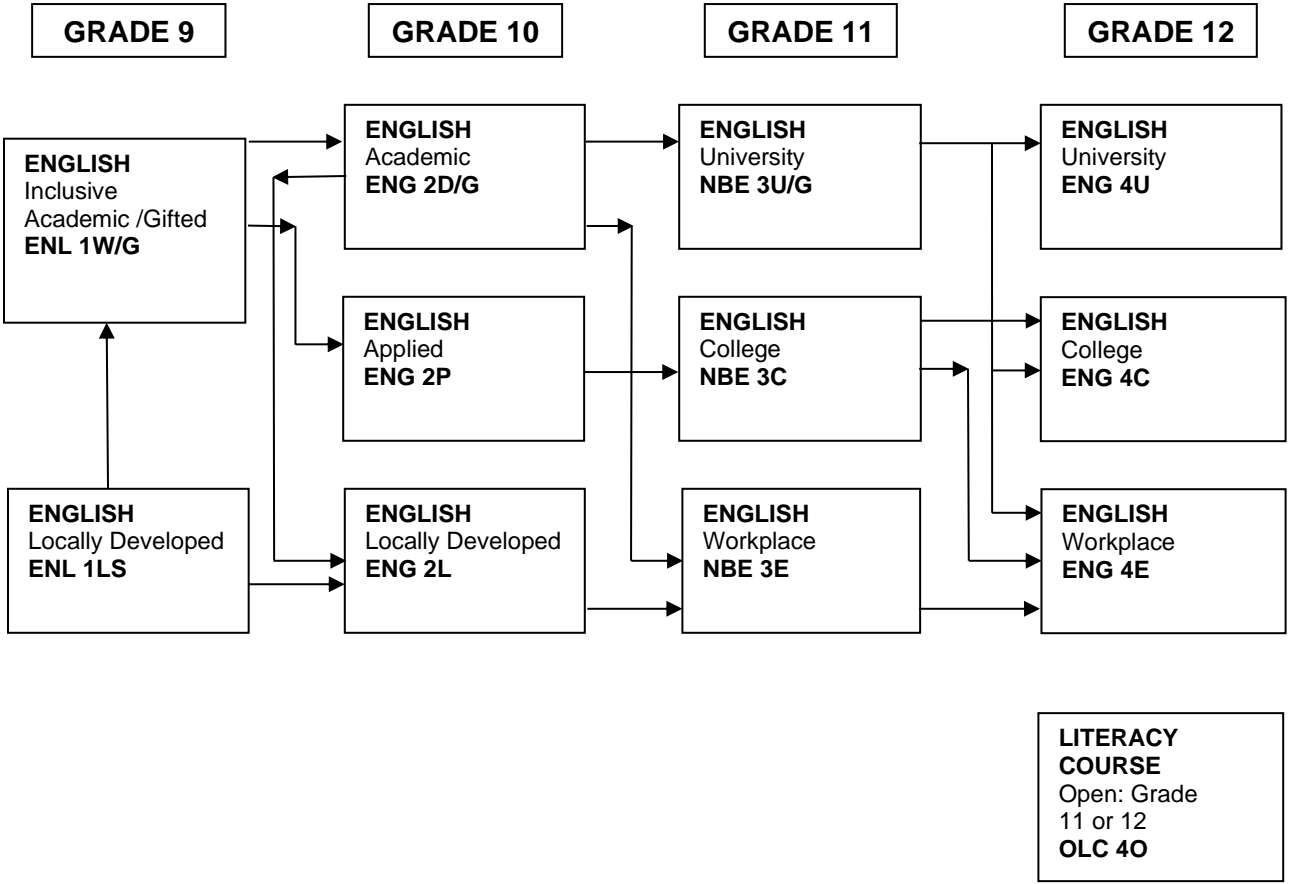 GRADE 9
GRADE 10
GRADE 11
GRADE 12
ENGLISH
Inclusive
Academic /Gifted
ENL 1W/G
ENGLISH
Academic
ENG 2D/G
ENGLISH
University
NBE 3U/G
ENGLISH
University
ENG 4U
ENGLISH
Applied
ENG 2P
ENGLISH
College
NBE 3C
ENGLISH
College
ENG 4C
ENGLISH
Locally Developed
ENL 1LS
ENGLISH
Locally Developed
ENG 2L
ENGLISH
Workplace
NBE 3E
ENGLISH
Workplace
ENG 4E
LITERACY
COURSE
Open: Grade
11 or 12
OLC 4O